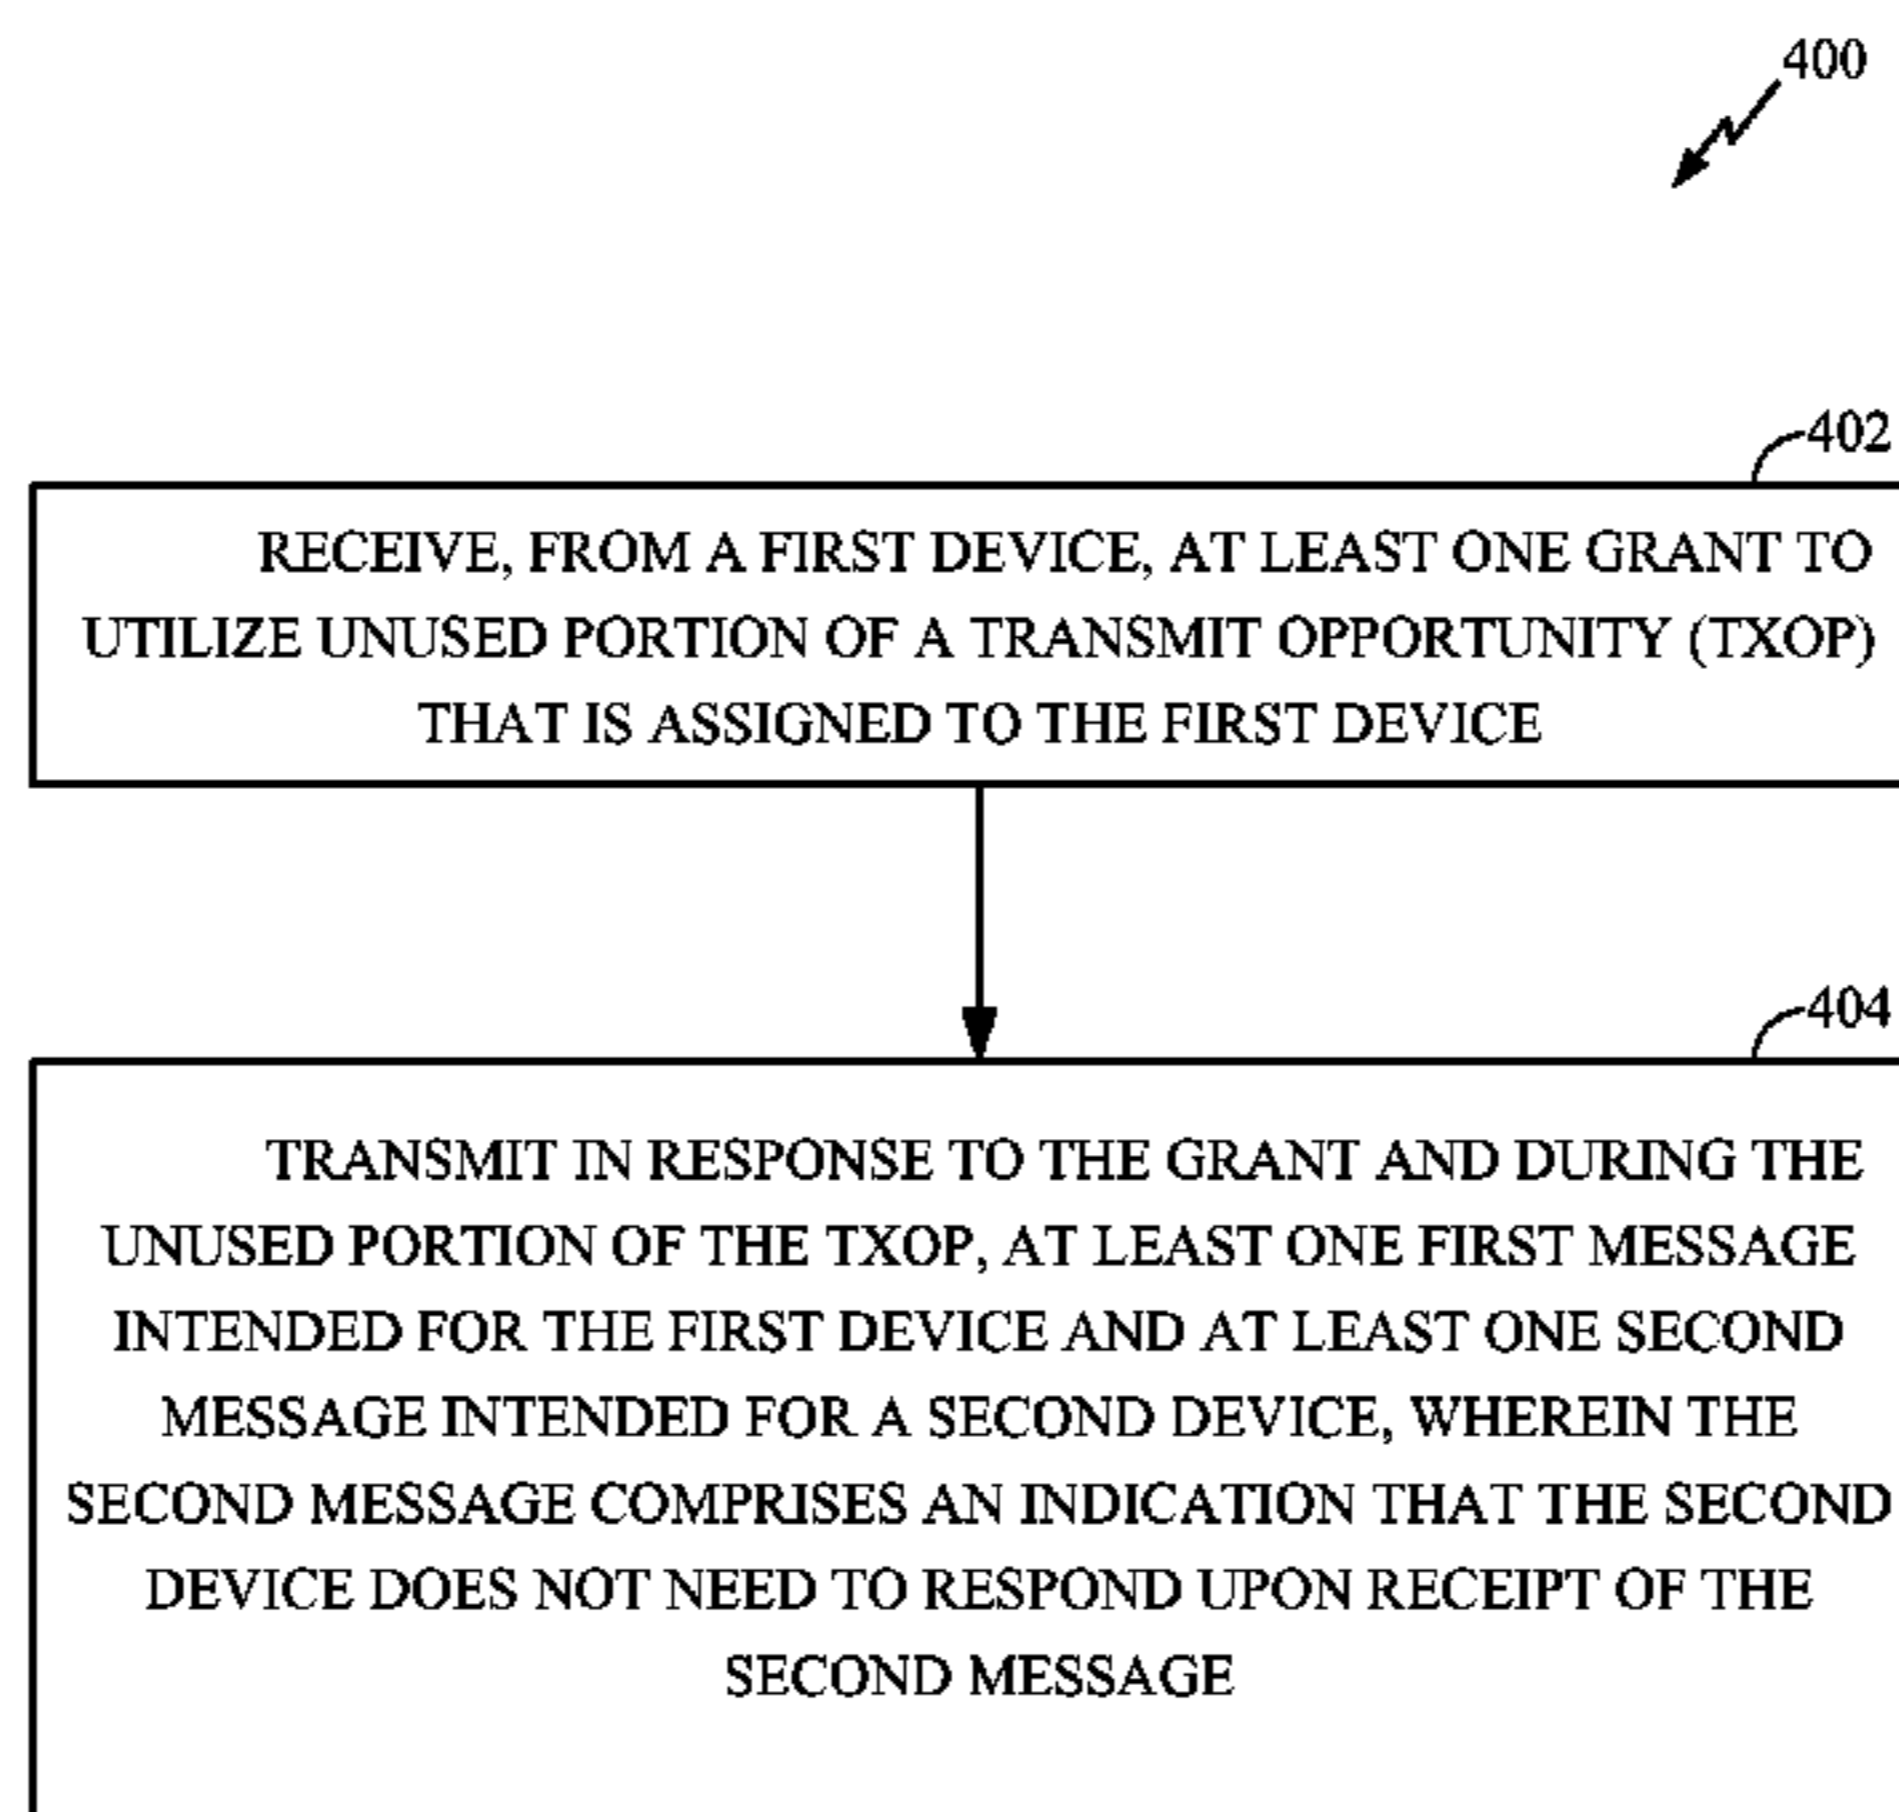 400
402
RECEIVE, FROM A FIRST DEVICE, AT LEAST ONE GRANT TO
UTILIZE UNUSED PORTION OF A TRANSMIT OPPORTUNITY (TXOP)
THAT IS ASSIGNED TO THE FIRST DEVICE
404
TRANSMIT IN RESPONSE TO THE GRANT AND DURING THE
UNUSED PORTION OF THE TXOP, AT LEAST ONE FIRST MESSAGE
INTENDED FOR THE FIRST DEVICE AND AT LEAST ONE SECOND
MESSAGE INTENDED FOR A SECOND DEVICE, WHEREIN THE
SECOND MESSAGE COMPRISES AN INDICATION THAT THE SECOND
DEVICE DOES NOT NEED TO RESPOND UPON RECEIPT OF THE
SECOND MESSAGE